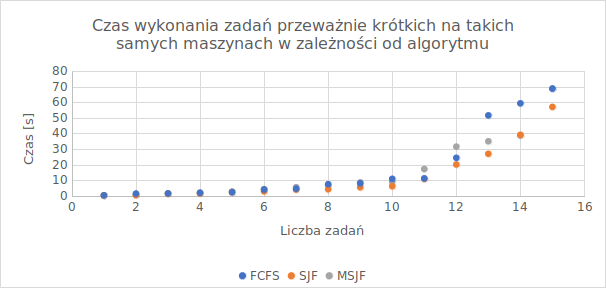 Czas wykonania zadań przeważnie krótkich na takich
samych maszynach w zależności od algorytmu
80
70
60
50
40
30
20
10
0
Czas [s]
0 2 4 6 8 10 12 14 16
Liczba zadań
FCFS SJF MSJF